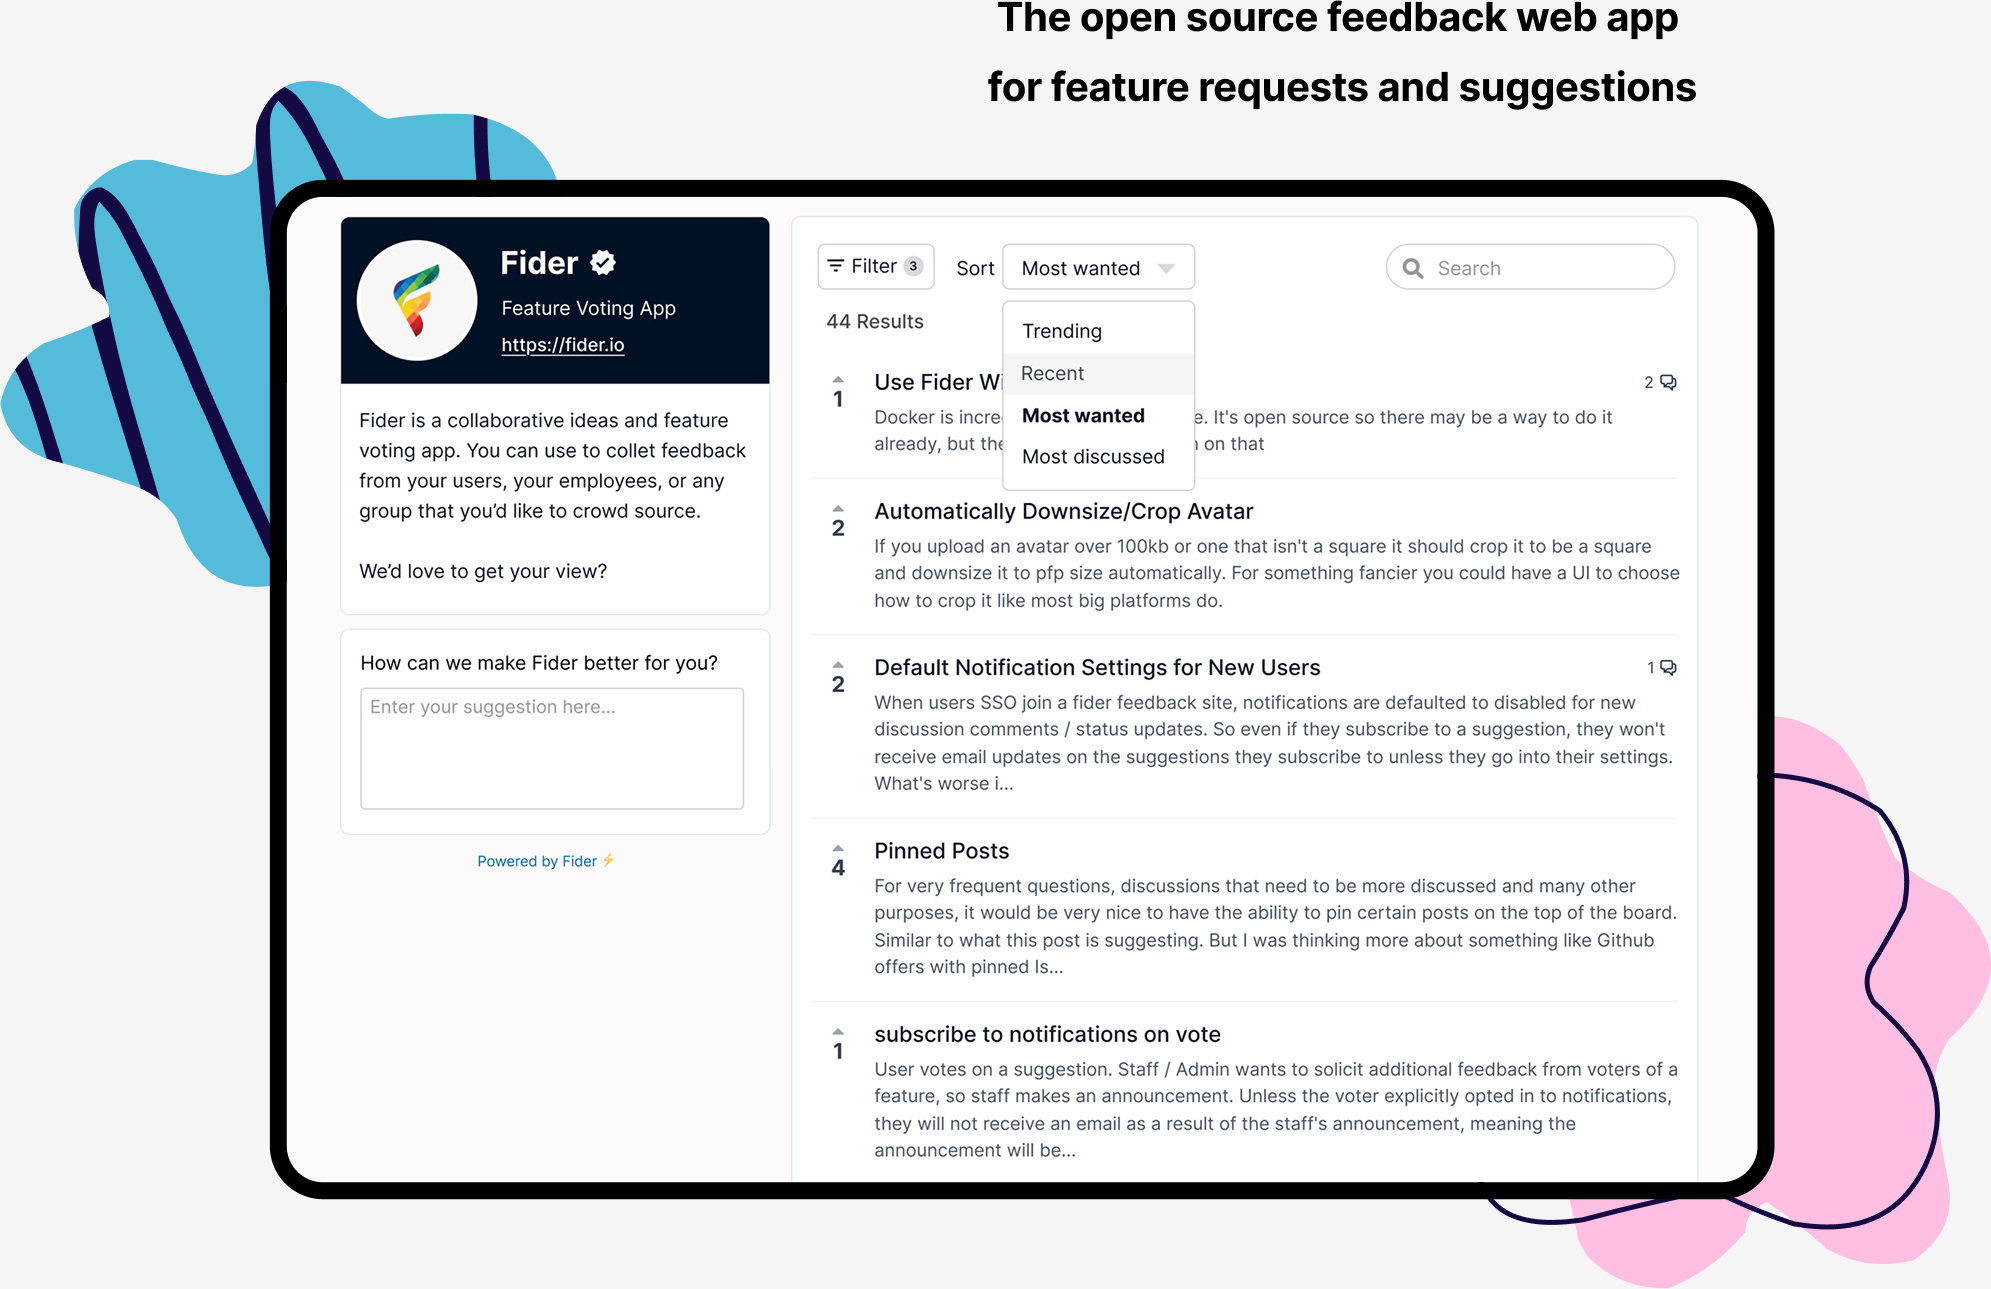 The open source feedback web app
for feature requests and suggestions
Fider
Feature Voting App
https://fider.io
Fider is a collaborative ideas and feature
voting app. You can use to collet feedback
from your users, your employees, or any
group that you’d like to crowd source.
We’d love to get your view?
How can we make Fider better for you?
Enter your suggestion here...
Powered by Fider ⚡
Filter 3
Sort
Most wanted
Search
44 Results
Trending
Recent
Most wanted
Most discussed
1
Use Fider
2
Docker is
e. It's open source so there may be a way to do it
already, but
on that
2
Automatically Downsize/Crop Avatar
If you upload an avatar over 100kb or one that isn't a square it should crop it to be a square
and downsize it to pfp size automatically. For something fancier you could have a UI to choose
how to crop it like most big platforms do.
2
Default Notification Settings for New Users
1
When users SSO join a fider feedback site, notifications are defaulted to disabled for new
discussion comments / status updates. So even if they subscribe to a suggestion, they won't
receive email updates on the suggestions they subscribe to unless they go into their settings.
What's worse i...
4
Pinned Posts
For very frequent questions, discussions that need to be more discussed and many other
purposes, it would be very nice to have the ability to pin certain posts on the top of the board.
Similar to what this post is suggesting. But I was thinking more about something like Github
offers with pinned Is...
1
subscribe to notifications on vote
User votes on a suggestion. Staff / Admin wants to solicit additional feedback from voters of a
feature, so staff makes an announcement. Unless the voter explicitly opted in to notifications,
they will not receive an email as a result of the staff's announcement, meaning the
announcement will be...